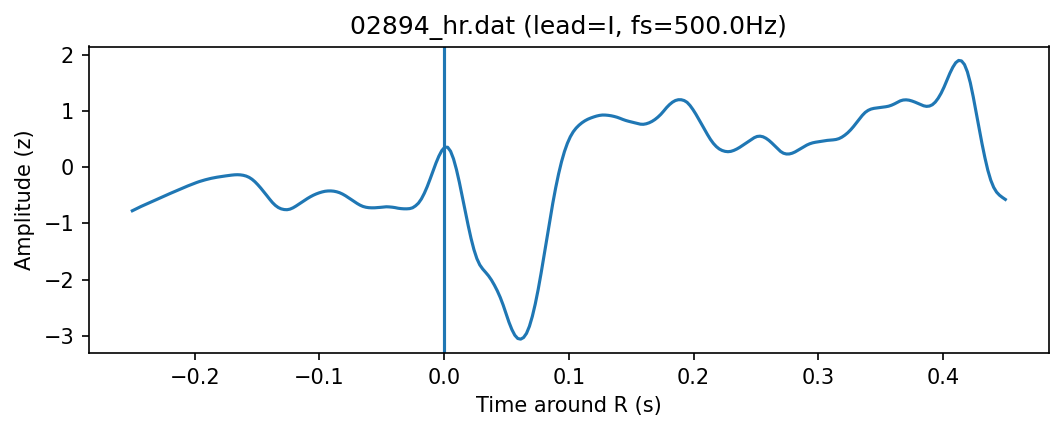 02894_hr.dat (lead=I, fs=500.0Hz)
2
1
0
−1
−2
−3
Amplitude (z)
−0.2 −0.1 0.0 0.1 0.2 0.3 0.4
Time around R (s)